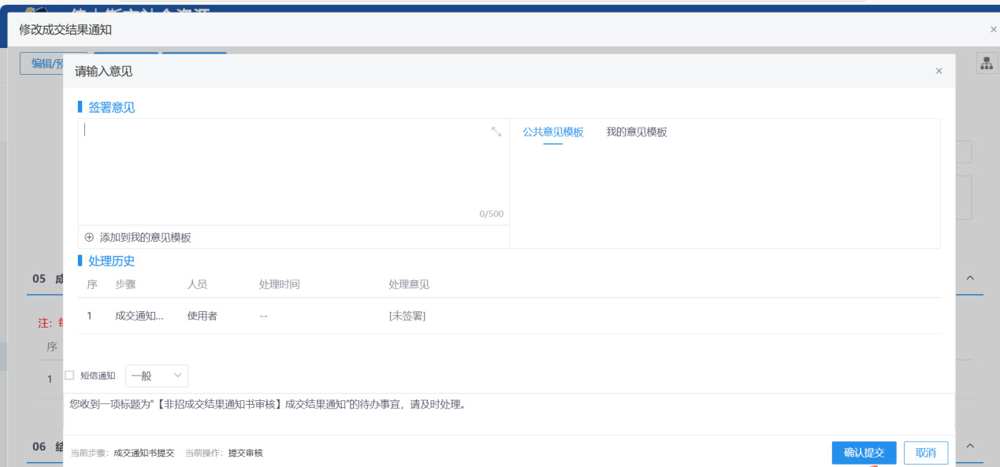 修改成交结果通知
×
编辑/预
请输入意见
×
签署意见
公共意见模板 我的意见模板
0/500
添加到我的意见模板
处理历史
序 步骤 人员 处理时间 处理意见
1 成交通知... 使用者 -- [未签署]
05 成
注：每
序
1
短信通知 一般
您收到一项标题为“【非招成交结果通知书审核】成交结果通知”的待办事宜，请及时处理。
06 结
当前步骤：成交通知书提交 当前操作：提交审核
确认提交 取消